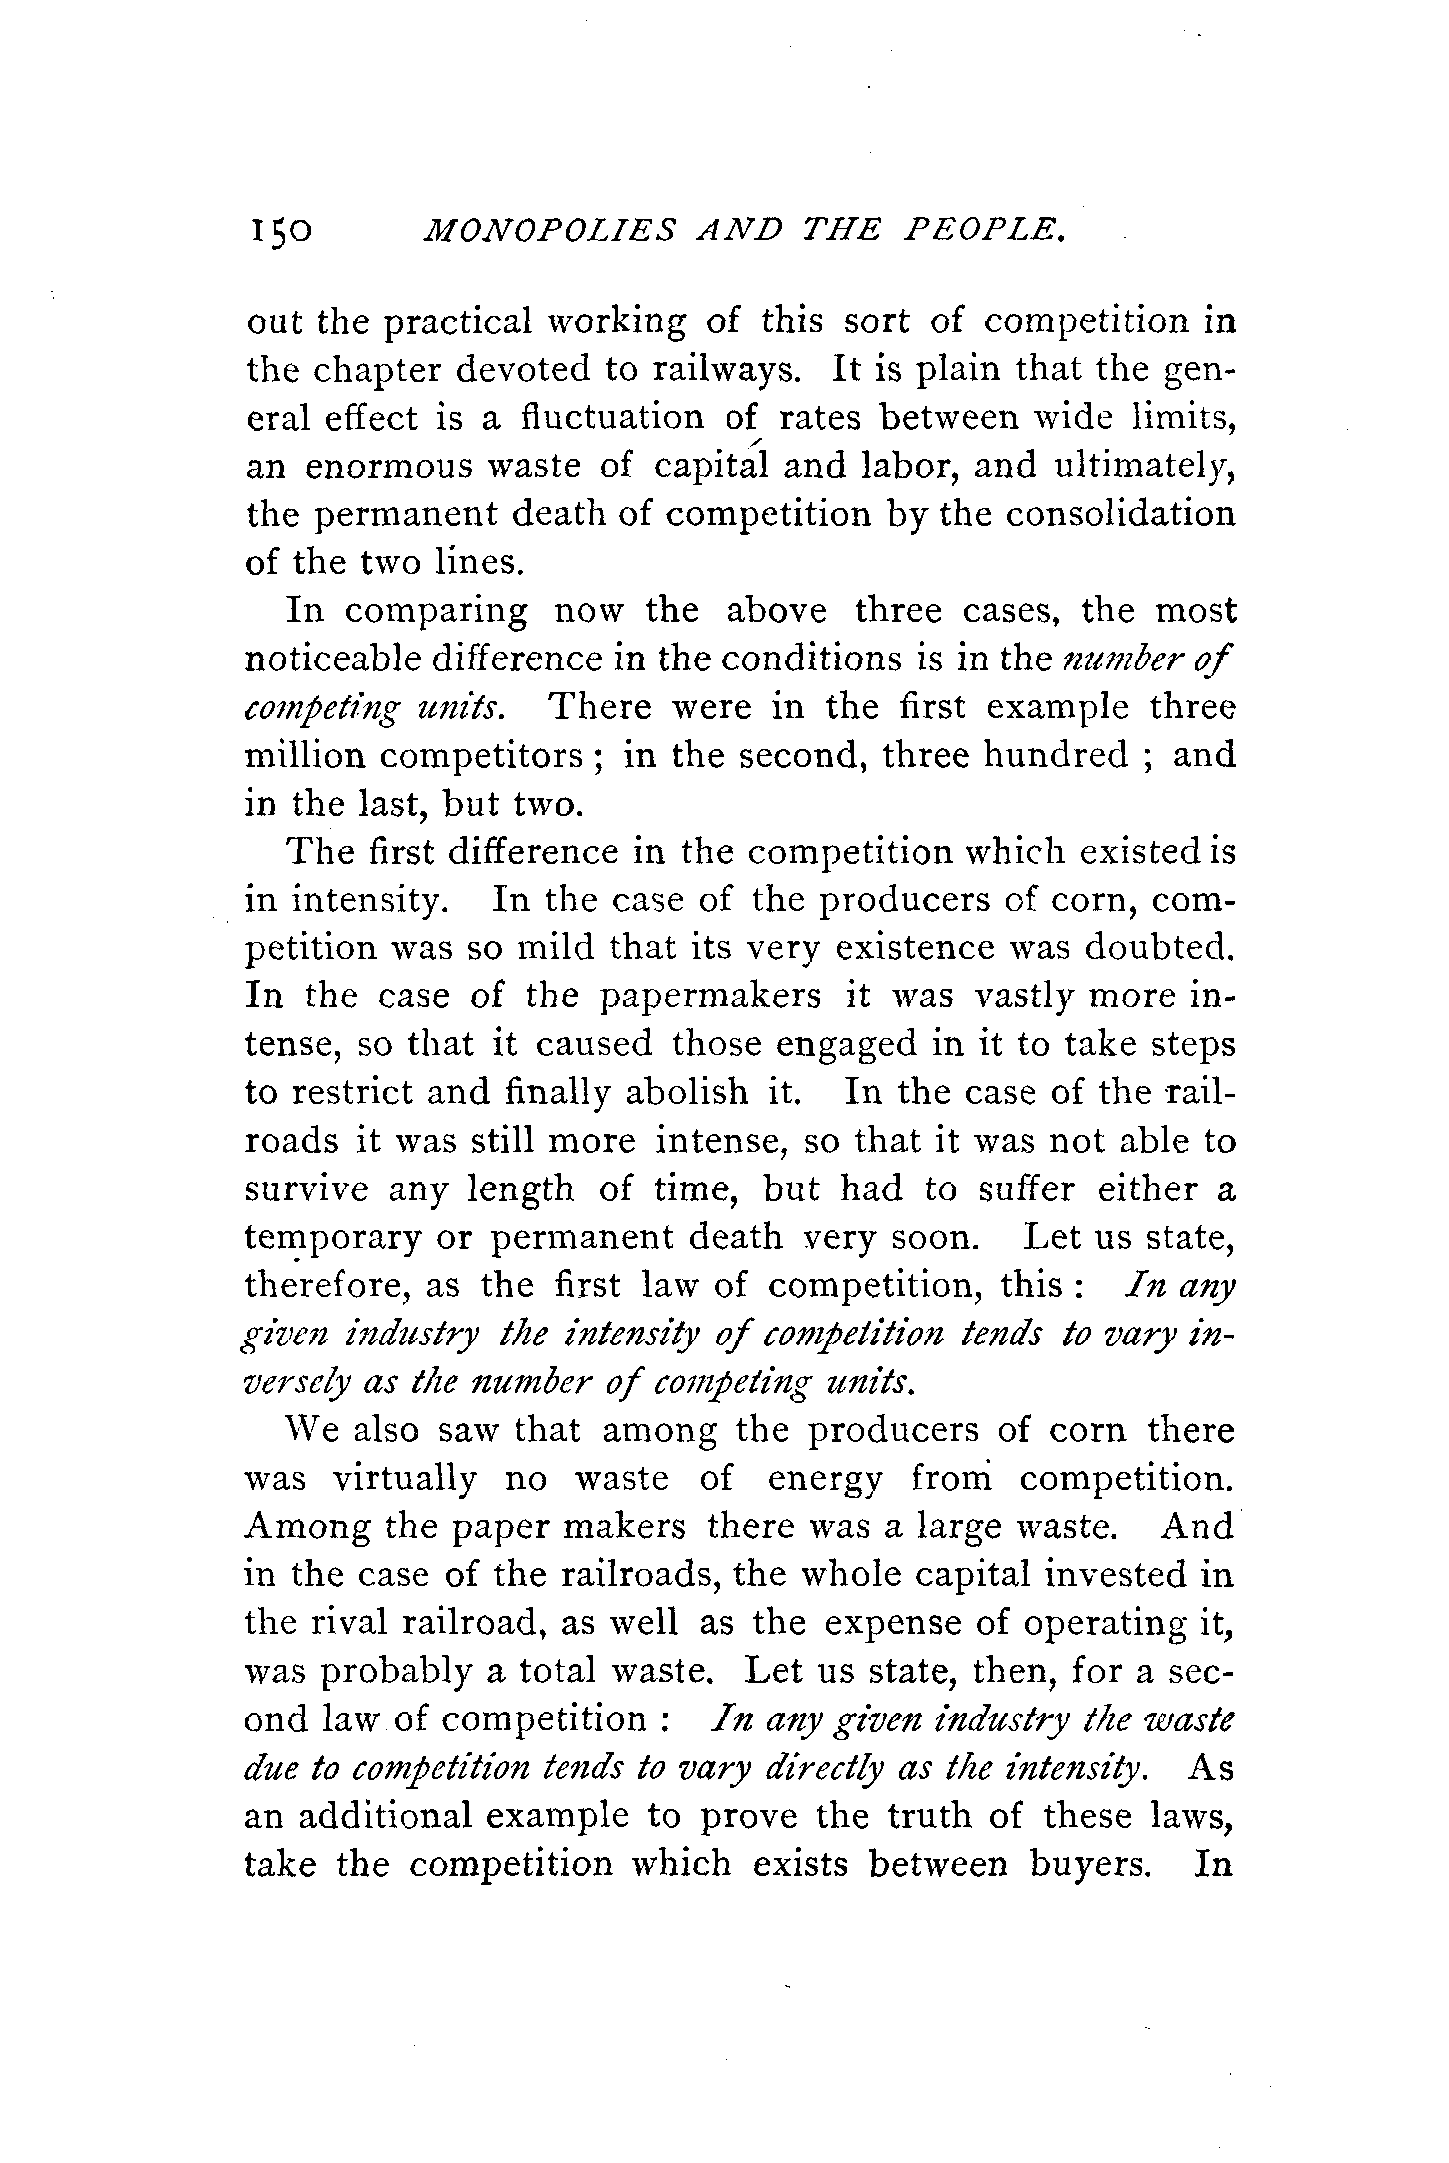 150 MONOPOLIES AND THE PEOPLE.
out the practical working of this sort of competition in
the chapter devoted to railways. It is plain that the gen-
eral effect is a fluctuation of rates between wide limits,
an enormous waste of capital and labor, and ultimately,
the permanent death of competition by the consolidation
of the two lines.
In comparing now the above three cases, the most
noticeable difference in the conditions is in the number of
competing units. There were in the first example three
million competitors ; in the second, three hundred ; and
in the last, but two.
The first difference in the competition which existed is
in intensity. In the case of the producers of corn, com-
petition was so mild that its very existence was doubted.
In the case of the papermakers it was vastly more in-
tense, so that it caused those engaged in it to take steps
to restrict and finally abolish it. In the case of the rail-
roads it was still more intense, so that it was not able to
survive any length of time, but had to suffer either a
temporary or permanent death very soon. Let us state,
therefore, as the first law of competition, this : In any
given industry the intensity of competition tends to vary in-
versely as the number of competing units.
We also saw that among the producers of corn there
was virtually no waste of energy from competition.
Among the paper makers there was a large waste. And
in the case of the railroads, the whole capital invested in
the rival railroad, as well as the expense of operating it,
was probably a total waste. Let us state, then, for a sec-
ond law of competition : In any given industry the waste
due to competition tends to vary directly as the intensity. As
an additional example to prove the truth of these laws,
take the competition which exists between buyers. In